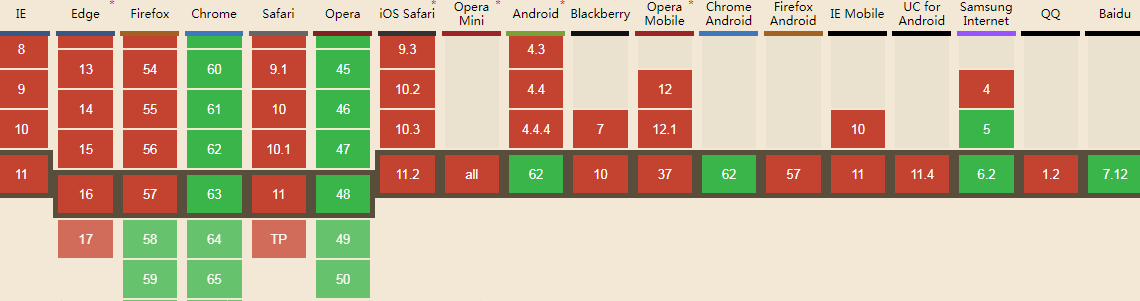 IE Edge * Firefox Chrome Safari Opera iOS Safari * Opera Mini * Android * Blackberry Opera Mobile * Chrome Android Firefox Android IE Mobile UC for Android Samsung Internet QQ Baidu
8 9.3 4.3
13 54 60 9.1 45
9 10.2 4.4 12 4
14 55 61 10 46
10 10.3 4.4.4 7 12.1 10 5
15 56 62 10.1 47
11 11.2 all 62 10 37 62 57 11 11.4 6.2 1.2 7.12
16 57 63 11 48
17 58 64 TP 49
59 65 50